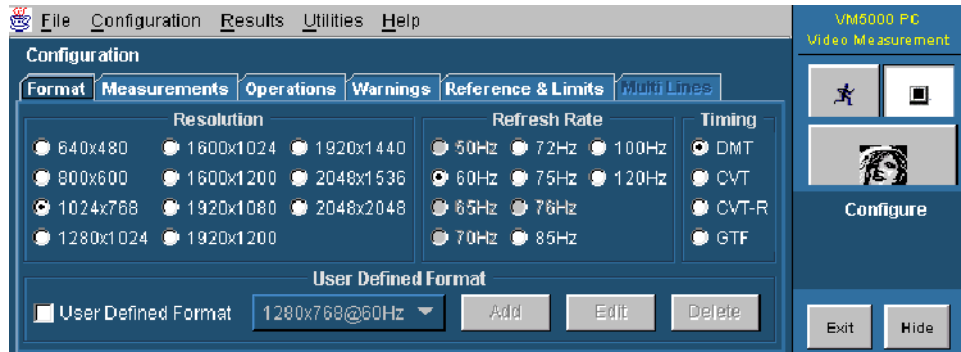 File Configuration Results Utilities Help
VM5000 PC
Video Measurement
Configuration
Format Measurements Operations Warnings Reference & Limits Multi Lines
Resolution Refresh Rate Timing
640x480 1600x1024 1920x1440 50Hz 72Hz 100Hz DMT
800x600 1600x1200 2048x1536 60Hz 75Hz 120Hz CVT
1024x768 1920x1080 2048x2048 65Hz 76Hz CVT-R
1280x1024 1920x1200 70Hz 85Hz GTF
Configure
User Defined Format
User Defined Format 1280x768@60Hz Add Edit Delete
Exit Hide